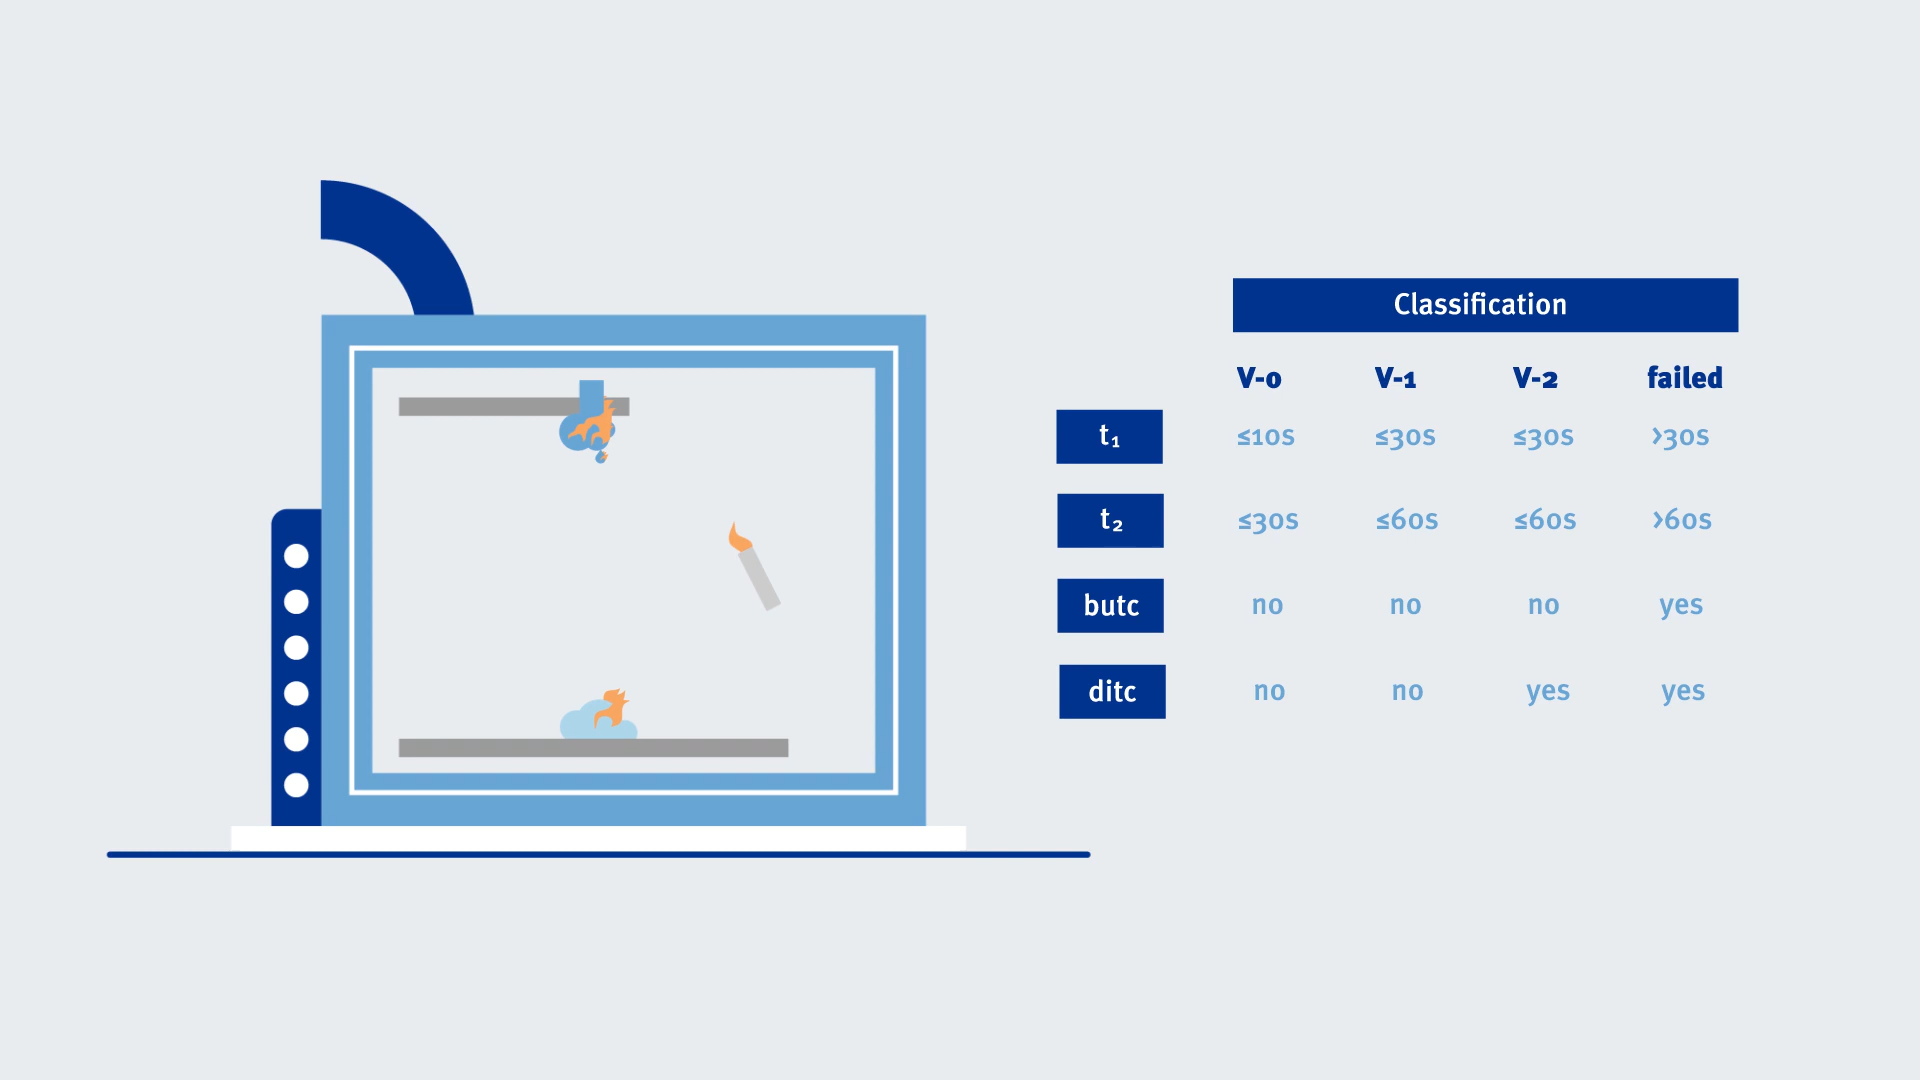 Classification
V-0 V-1 V-2 failed
t₁ ≤10s ≤30s ≤30s >30s
t₂ ≤30s ≤60s ≤60s >60s
butc no no no yes
ditc no no yes yes